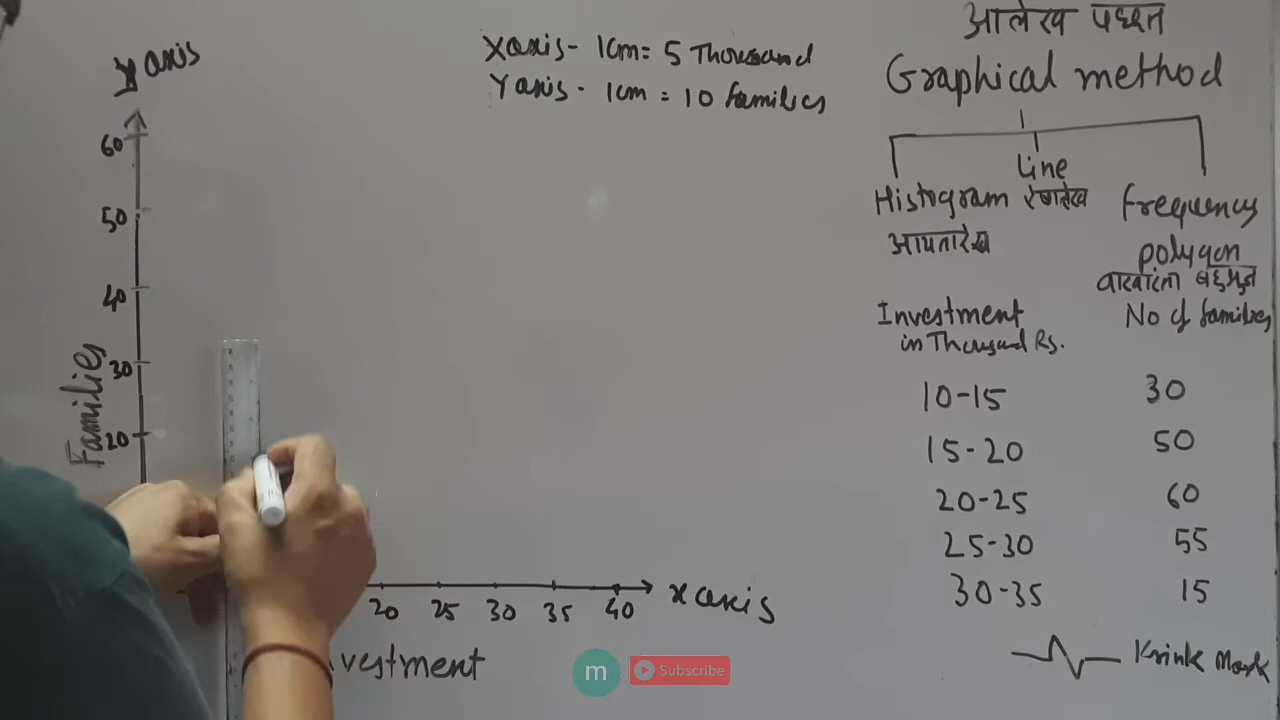 आलेख पध्दत
Graphical method
Histogram
आयतालेख
Line
रेषालेख
Frequency
polygon
वारंवारता बहुभुज
X axis - 1cm = 5 Thousand
Y axis - 1cm = 10 families
Y axis
60
50
40
30
20
Families
20 25 30 35 40
x axis
vestment
Investment
in Thousand Rs.
No of families
10-15 30
15-20 50
20-25 60
25-30 55
30-35 15
Krink Mark
m
Subscribe